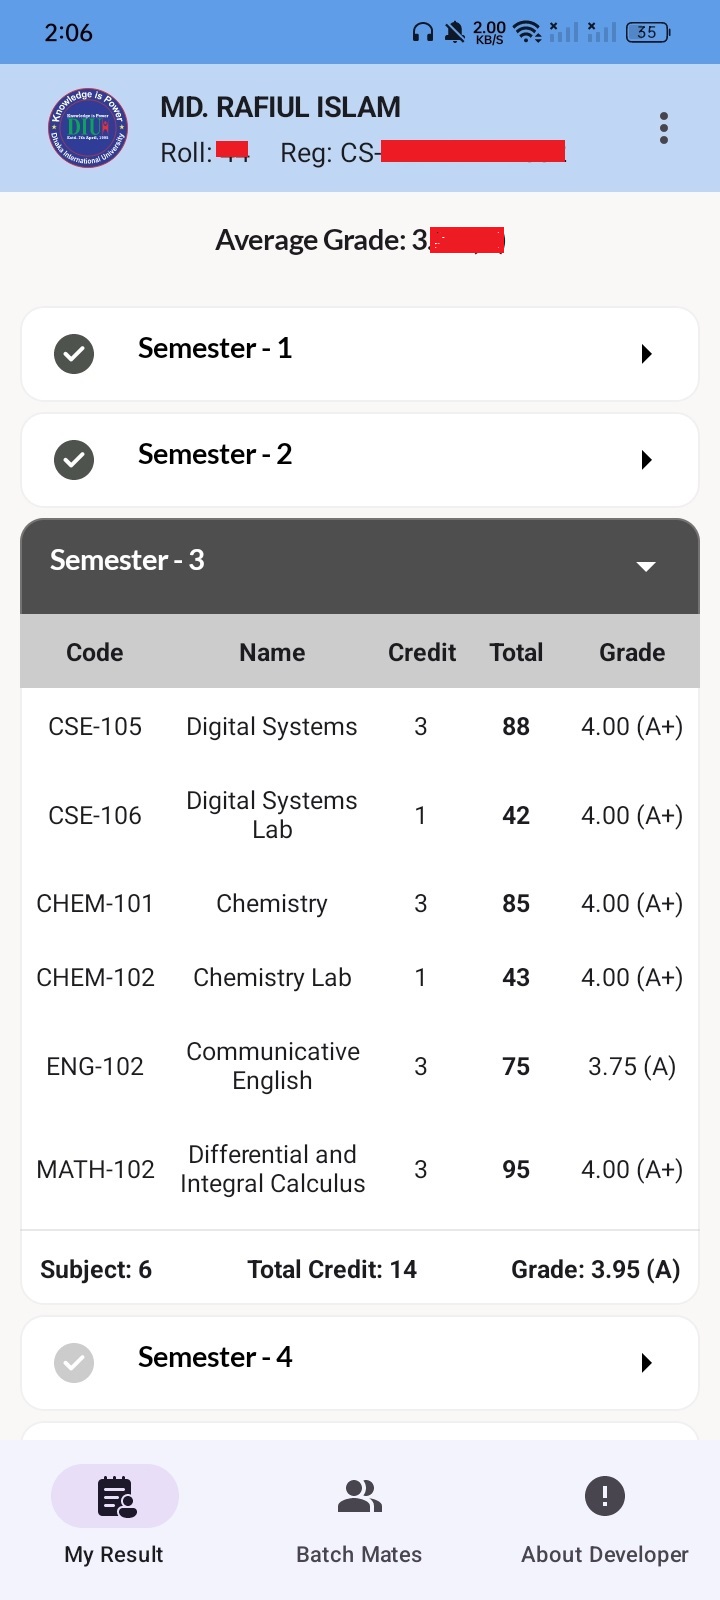 2:06
2.00
KB/S
35
Knowledge is Power
Knowledge is Power
DIU
Dhaka International University
MD. RAFIUL ISLAM
Roll: Reg: CS-
Average Grade: 3.
Semester - 1
Semester - 2
Semester - 3
Code Name Credit Total Grade
CSE-105 Digital Systems 3 88 4.00 (A+)
Digital Systems
CSE-106 1 42 4.00 (A+)
Lab
CHEM-101 Chemistry 3 85 4.00 (A+)
CHEM-102 Chemistry Lab 1 43 4.00 (A+)
Communicative
ENG-102 3 75 3.75 (A)
English
Differential and
MATH-102 3 95 4.00 (A+)
Integral Calculus
Subject: 6 Total Credit: 14 Grade: 3.95 (A)
Semester - 4
My Result Batch Mates About Developer